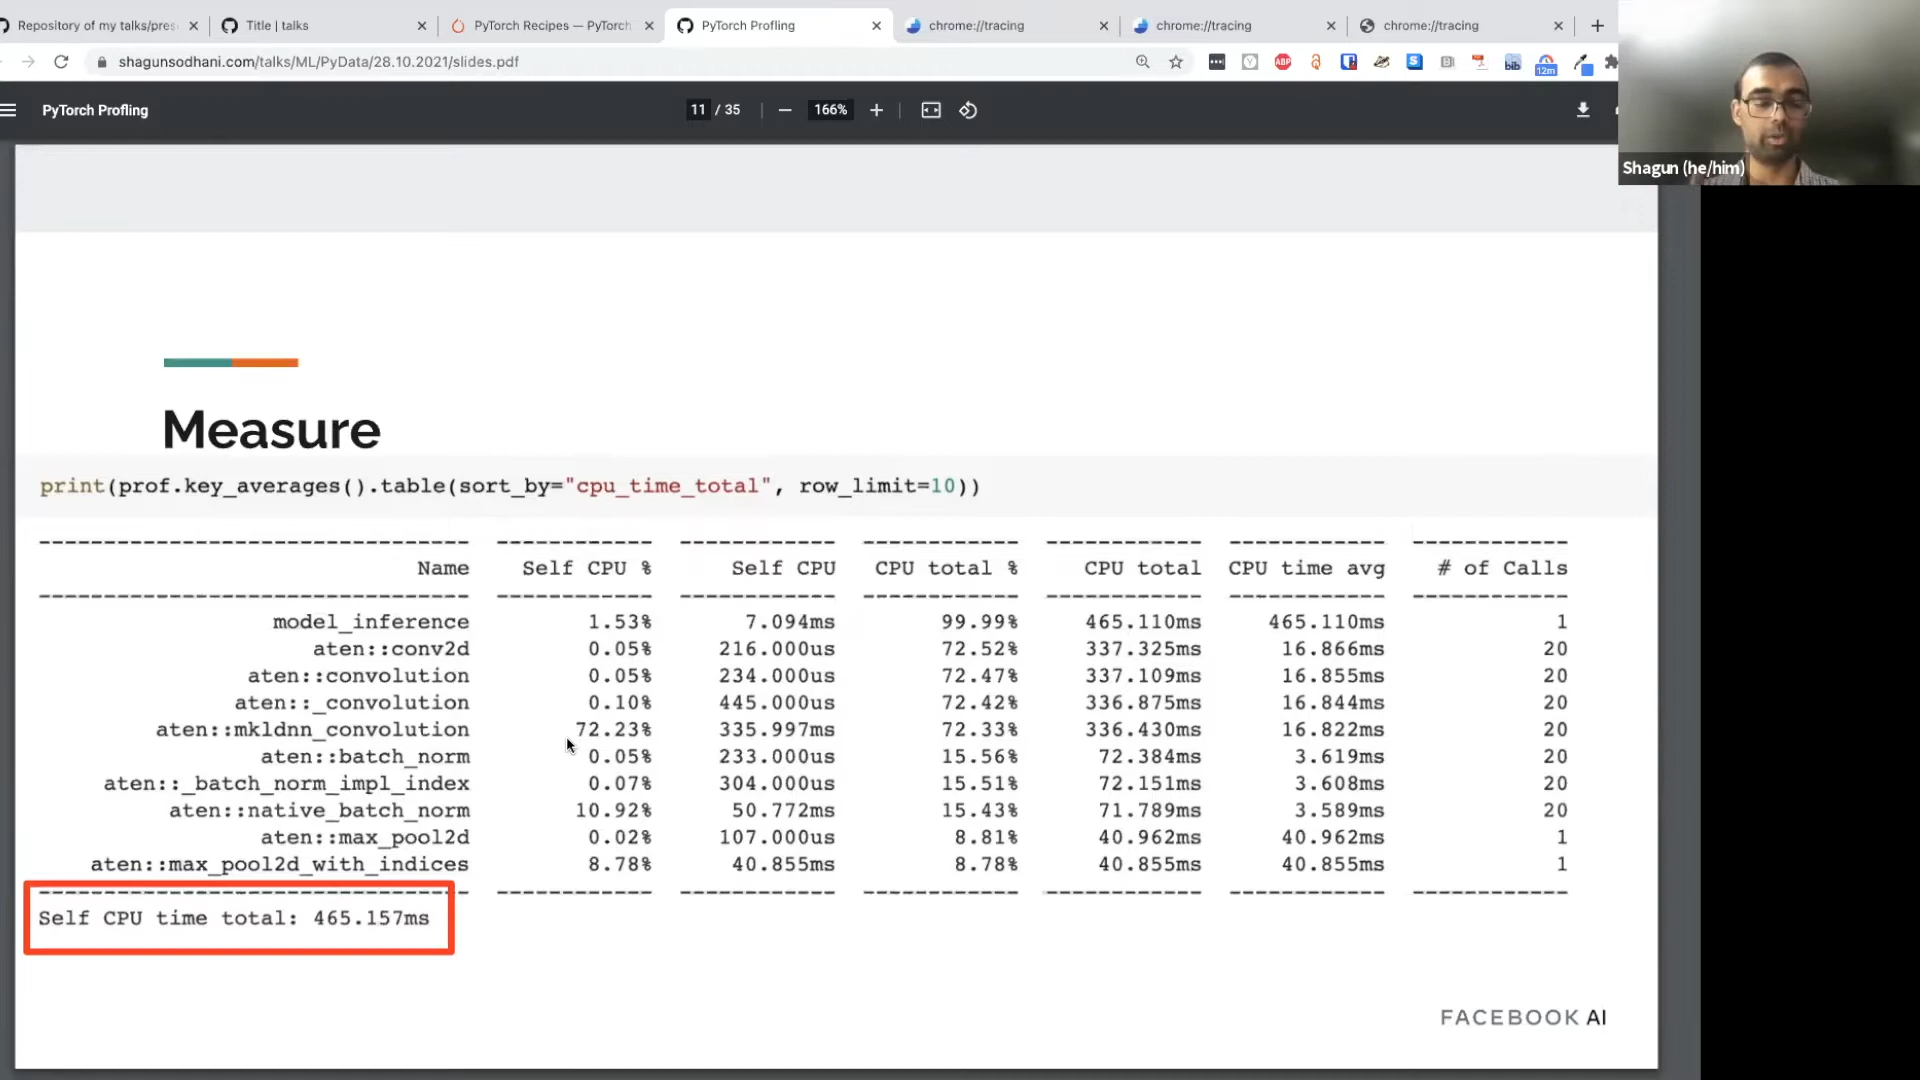 Repository of my talks/pres
Title | talks
PyTorch Recipes — PyTorch
PyTorch Profling
chrome://tracing
chrome://tracing
chrome://tracing
shagunsodhani.com/talks/ML/PyData/28.10.2021/slides.pdf
ABP
bib
12m
PyTorch Profling
11 / 35
166%
Shagun (he/him)
Measure
print(prof.key_averages().table(sort_by="cpu_time_total", row_limit=10))
Name Self CPU % Self CPU CPU total % CPU total CPU time avg # of Calls
model_inference 1.53% 7.094ms 99.99% 465.110ms 465.110ms 1
aten::conv2d 0.05% 216.000us 72.52% 337.325ms 16.866ms 20
aten::convolution 0.05% 234.000us 72.47% 337.109ms 16.855ms 20
aten::_convolution 0.10% 445.000us 72.42% 336.875ms 16.844ms 20
aten::mkldnn_convolution 72.23% 335.997ms 72.33% 336.430ms 16.822ms 20
aten::batch_norm 0.05% 233.000us 15.56% 72.384ms 3.619ms 20
aten::_batch_norm_impl_index 0.07% 304.000us 15.51% 72.151ms 3.608ms 20
aten::native_batch_norm 10.92% 50.772ms 15.43% 71.789ms 3.589ms 20
aten::max_pool2d 0.02% 107.000us 8.81% 40.962ms 40.962ms 1
aten::max_pool2d_with_indices 8.78% 40.855ms 8.78% 40.855ms 40.855ms 1
Self CPU time total: 465.157ms
FACEBOOK AI